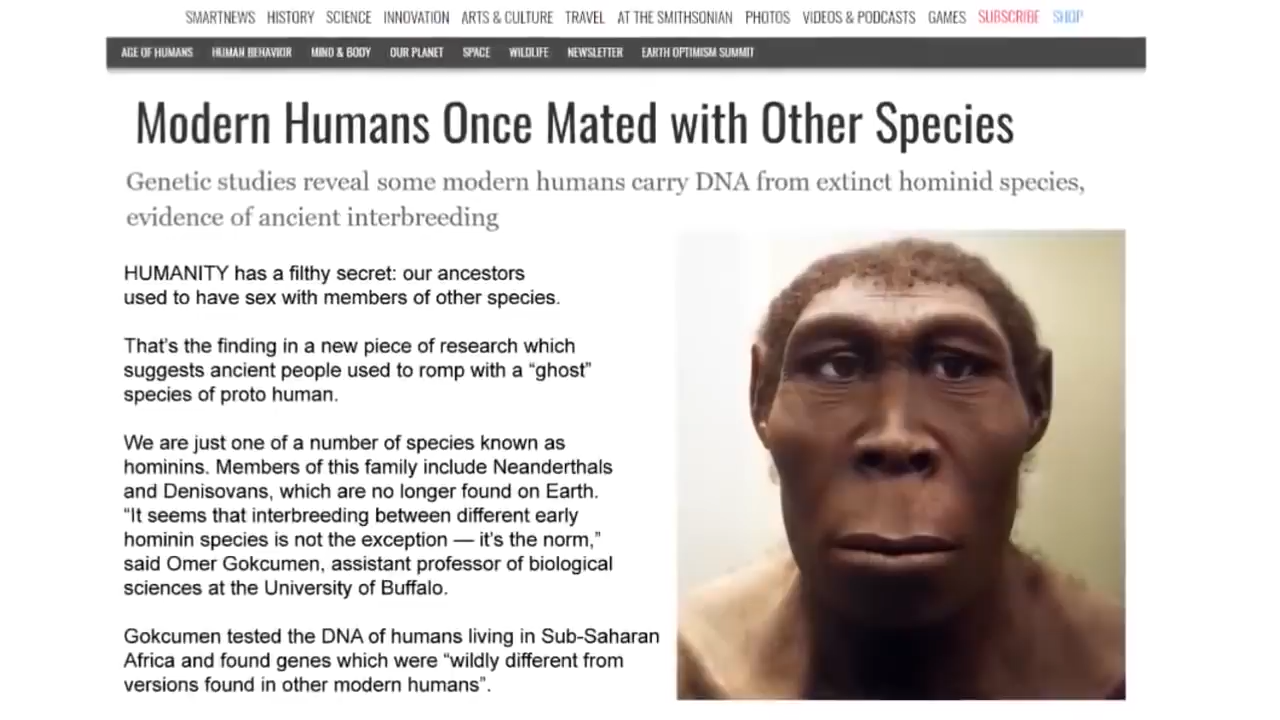 SMARTNEWS HISTORY SCIENCE INNOVATION ARTS & CULTURE TRAVEL AT THE SMITHSONIAN PHOTOS VIDEOS & PODCASTS GAMES SUBSCRIBE SHOP
AGE OF HUMANS HUMAN BEHAVIOR MIND & BODY OUR PLANET SPACE WILDLIFE NEWSLETTER EARTH OPTIMISM SUMMIT
Modern Humans Once Mated with Other Species
Genetic studies reveal some modern humans carry DNA from extinct hominid species,
evidence of ancient interbreeding
HUMANITY has a filthy secret: our ancestors
used to have sex with members of other species.
That's the finding in a new piece of research which
suggests ancient people used to romp with a “ghost”
species of proto human.
We are just one of a number of species known as
hominins. Members of this family include Neanderthals
and Denisovans, which are no longer found on Earth.
“It seems that interbreeding between different early
hominin species is not the exception — it's the norm,”
said Omer Gokcumen, assistant professor of biological
sciences at the University of Buffalo.
Gokcumen tested the DNA of humans living in Sub-Saharan
Africa and found genes which were “wildly different from
versions found in other modern humans”.